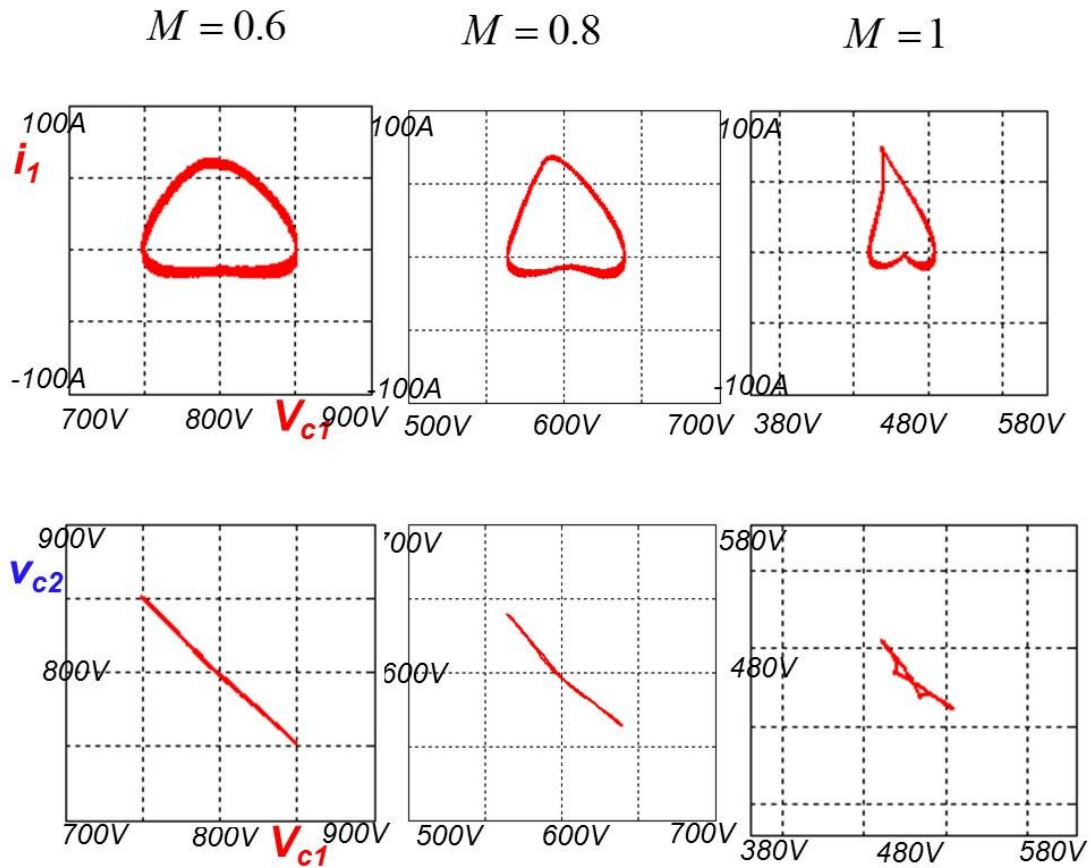 M = 0.6 M = 0.8 M = 1
100A 100A 100A
i1
-100A -100A -100A
700V 800V 900V 500V 600V 700V 380V 480V 580V
Vc1
900V 700V 580V
vc2
800V 600V 480V
700V 800V 900V 500V 600V 700V 380V 480V 580V
Vc1